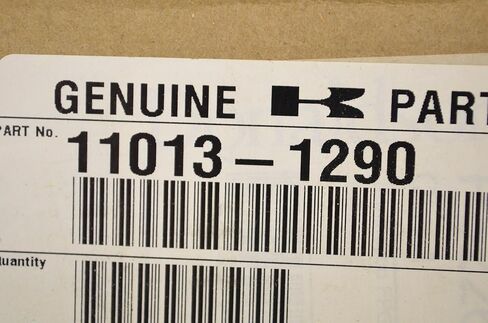 GENUINE PART
PART No. 11013-1290
Quantity